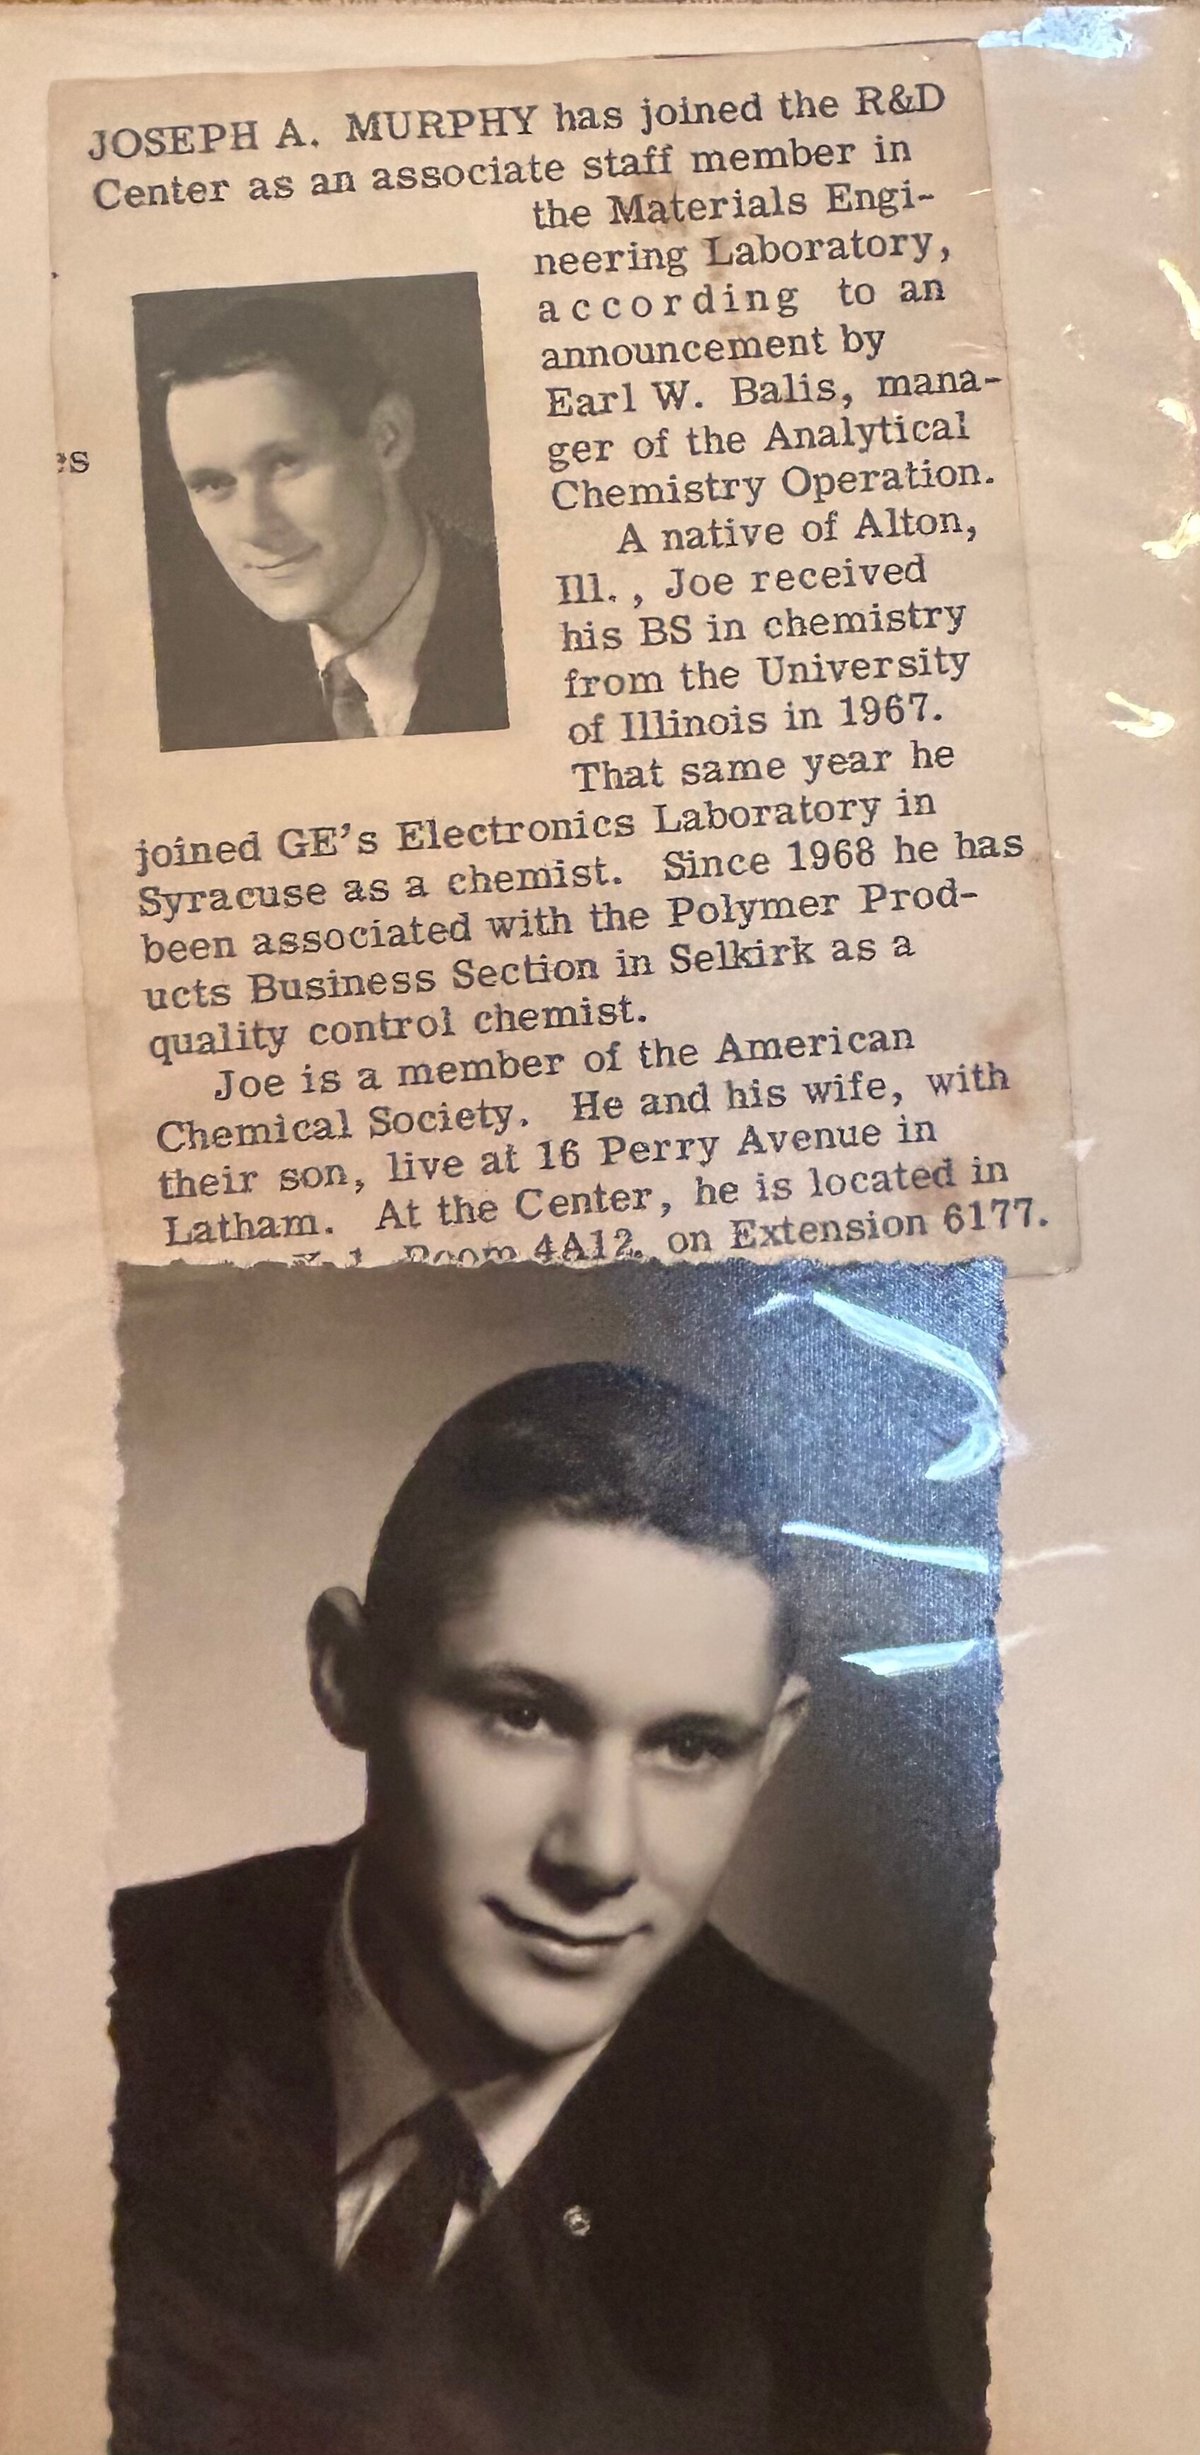 JOSEPH A. MURPHY has joined the R&D
Center as an associate staff member in
the Materials Engi-
neering Laboratory,
according to an
announcement by
Earl W. Balis, mana-
ger of the Analytical
Chemistry Operation.
A native of Alton,
Ill., Joe received
his BS in chemistry
from the University
of Illinois in 1967.
That same year he
joined GE's Electronics Laboratory in
Syracuse as a chemist. Since 1968 he has
been associated with the Polymer Prod-
ucts Business Section in Selkirk as a
quality control chemist.
Joe is a member of the American
Chemical Society. He and his wife, with
their son, live at 16 Perry Avenue in
Latham. At the Center, he is located in
Room 4A12, on Extension 6177.
es